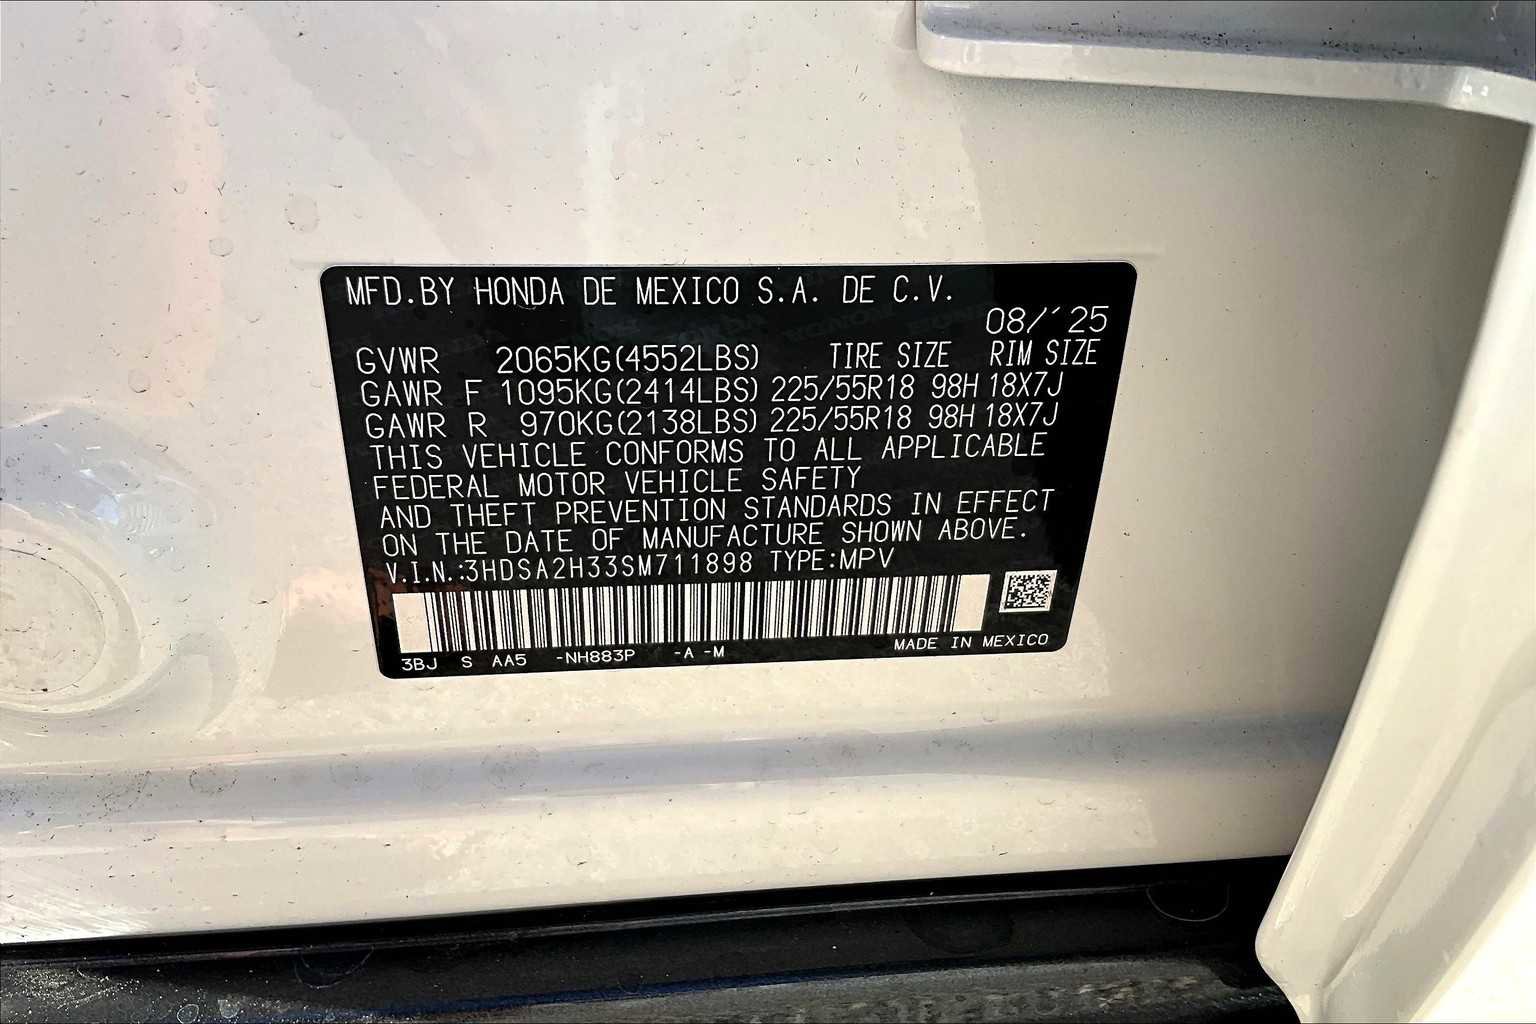 MFD.BY HONDA DE MEXICO S.A. DE C.V.
08/´25
GVWR 2065KG(4552LBS) TIRE SIZE RIM SIZE
GAWR F 1095KG(2414LBS) 225/55R18 98H 18X7J
GAWR R 970KG(2138LBS) 225/55R18 98H 18X7J
THIS VEHICLE CONFORMS TO ALL APPLICABLE
FEDERAL MOTOR VEHICLE SAFETY
AND THEFT PREVENTION STANDARDS IN EFFECT
ON THE DATE OF MANUFACTURE SHOWN ABOVE.
V.I.N.:3HDSA2H33SM711898 TYPE:MPV
3BJ S AA5 -NH883P -A -M MADE IN MEXICO